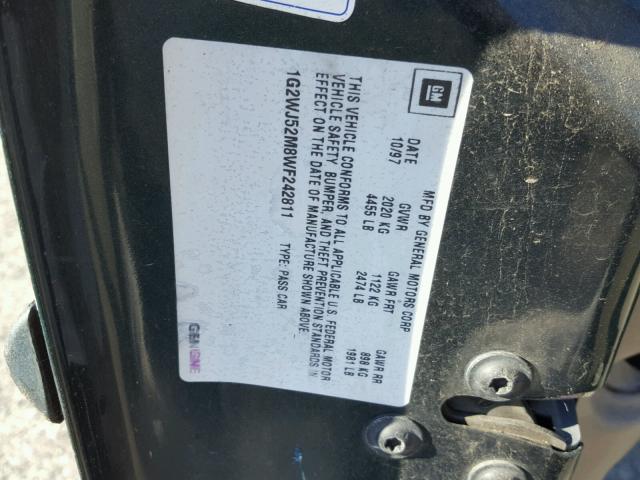 GM
MFD BY GENERAL MOTORS CORP
DATE GVWR GAWR FRT GAWR RR
10/97 2020 KG 1122 KG 898 KG
4455 LB 2474 LB 1981 LB
THIS VEHICLE CONFORMS TO ALL APPLICABLE U.S. FEDERAL MOTOR
VEHICLE SAFETY, BUMPER, AND THEFT PREVENTION STANDARDS IN
EFFECT ON THE DATE OF MANUFACTURE SHOWN ABOVE.
1G2WJ52M8WF242811 TYPE: PASS CAR